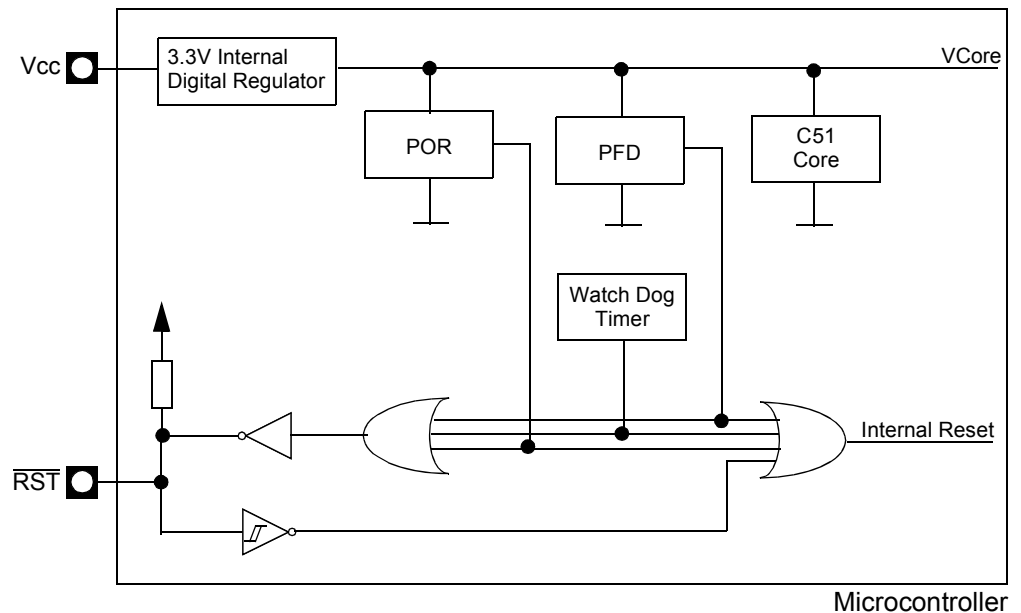 Vcc
3.3V Internal
Digital Regulator
VCore
POR
PFD
C51
Core
Watch Dog
Timer
Internal Reset
RST
Microcontroller